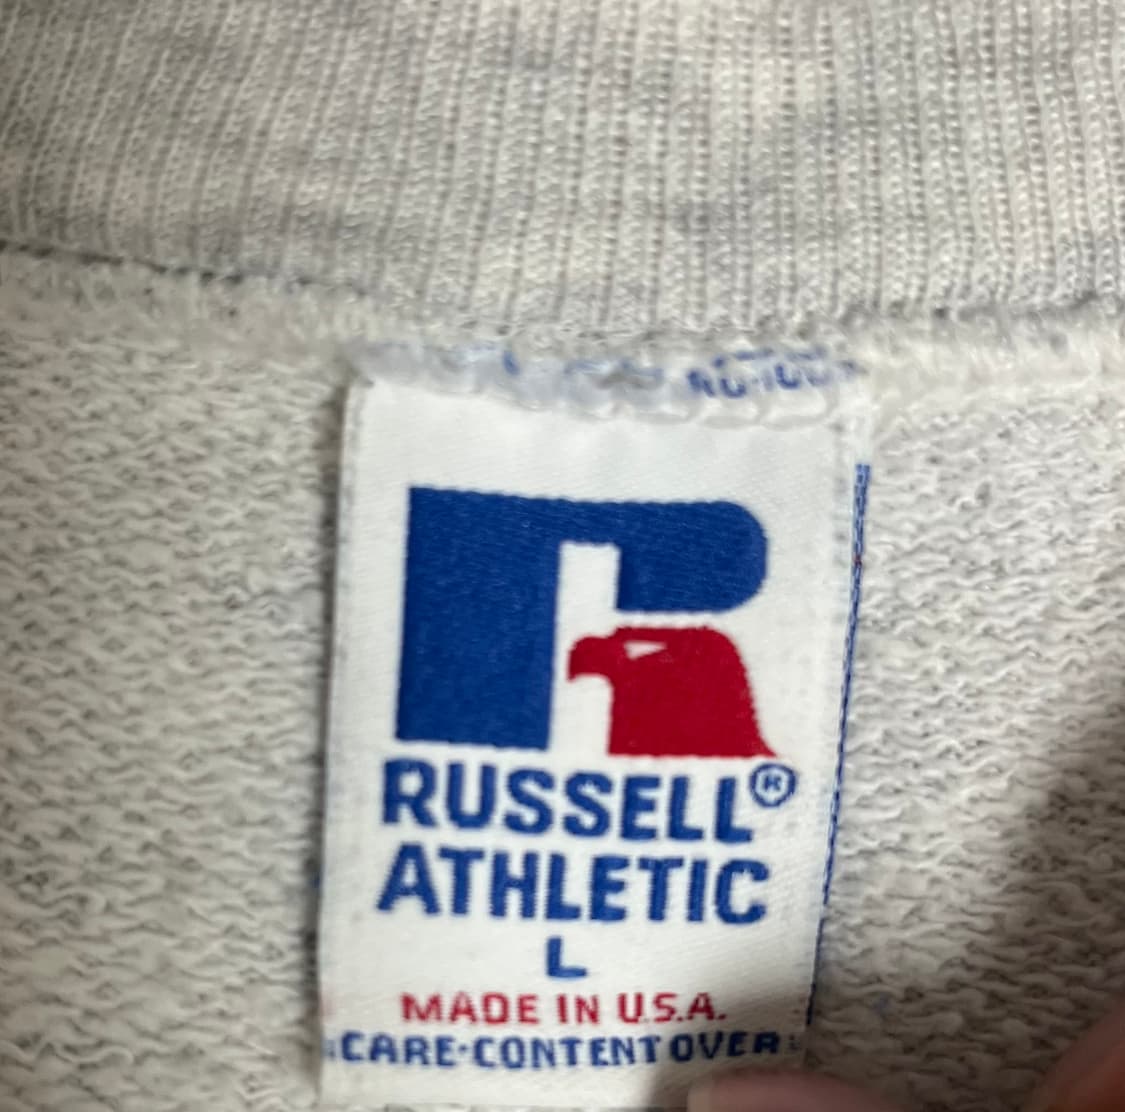 RUSSELL®
ATHLETIC
L
MADE IN U.S.A.
CARE·CONTENT OVER